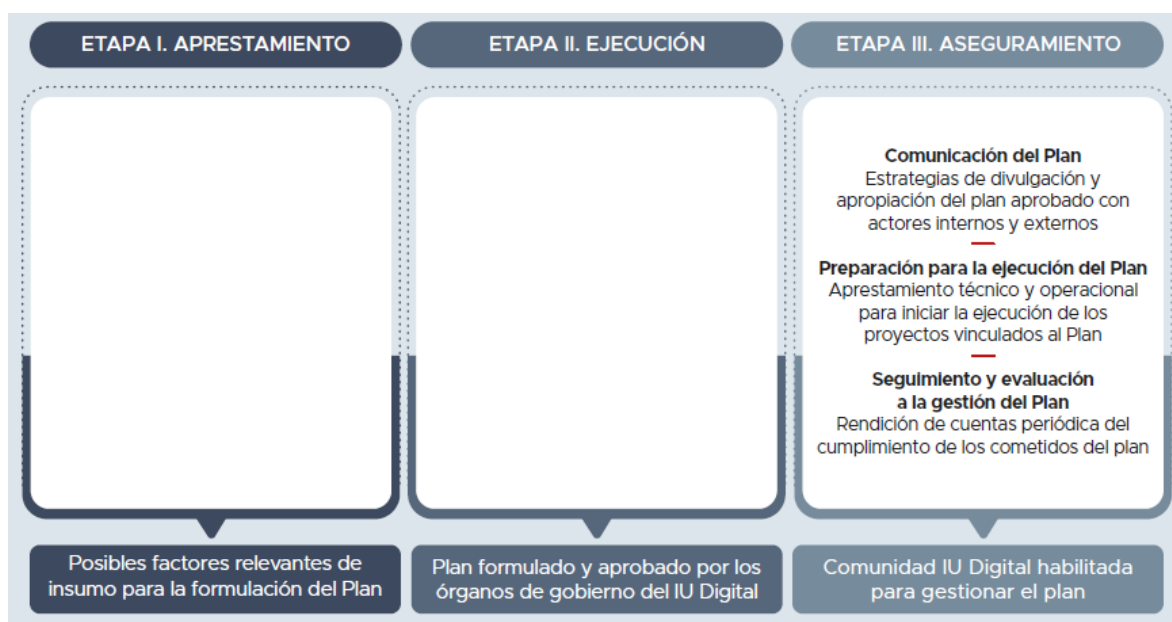 ETAPA I. APRESTAMIENTO
ETAPA II. EJECUCIÓN
ETAPA III. ASEGURAMIENTO
Comunicación del Plan
Estrategias de divulgación y
apropiación del plan aprobado con
actores internos y externos
Preparación para la ejecución del Plan
Aprestamiento técnico y operacional
para iniciar la ejecución de los
proyectos vinculados al Plan
Seguimiento y evaluación
a la gestión del Plan
Rendición de cuentas periódica del
cumplimiento de los cometidos del plan
Posibles factores relevantes de
insumo para la formulación del Plan
Plan formulado y aprobado por los
órganos de gobierno del IU Digital
Comunidad IU Digital habilitada
para gestionar el plan